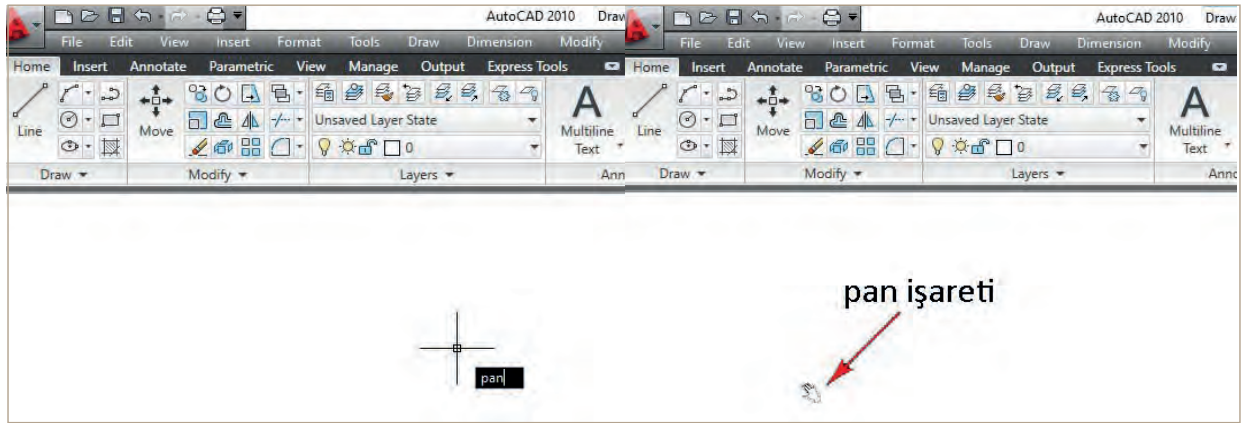 AutoCAD 2010 Draw
File Edit View Insert Format Tools Draw Dimension Modify
Home Insert Annotate Parametric View Manage Output Express Tools
Line
Move
Unsaved Layer State
0
Multiline
Text
Draw Modify Layers Ann
pan
AutoCAD 2010 Draw
File Edit View Insert Format Tools Draw Dimension Modify
Home Insert Annotate Parametric View Manage Output Express Tools
Line
Move
Unsaved Layer State
0
Multiline
Text
Draw Modify Layers Anno
pan işareti